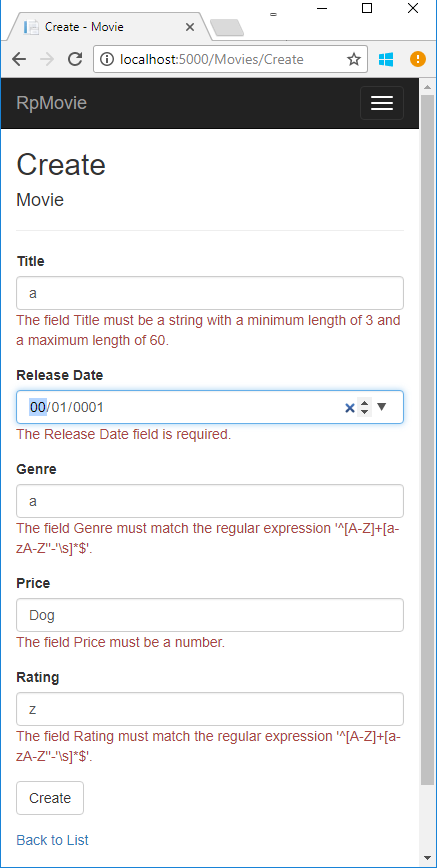 Create - Movie
localhost:5000/Movies/Create
RpMovie
Create
Movie
Title
a
The field Title must be a string with a minimum length of 3 and
a maximum length of 60.
Release Date
00/01/0001
The Release Date field is required.
Genre
a
The field Genre must match the regular expression '^[A-Z]+[a-
zA-Z''-'\s]*$'.
Price
Dog
The field Price must be a number.
Rating
z
The field Rating must match the regular expression '^[A-Z]+[a-
zA-Z''-'\s]*$'.
Create
Back to List